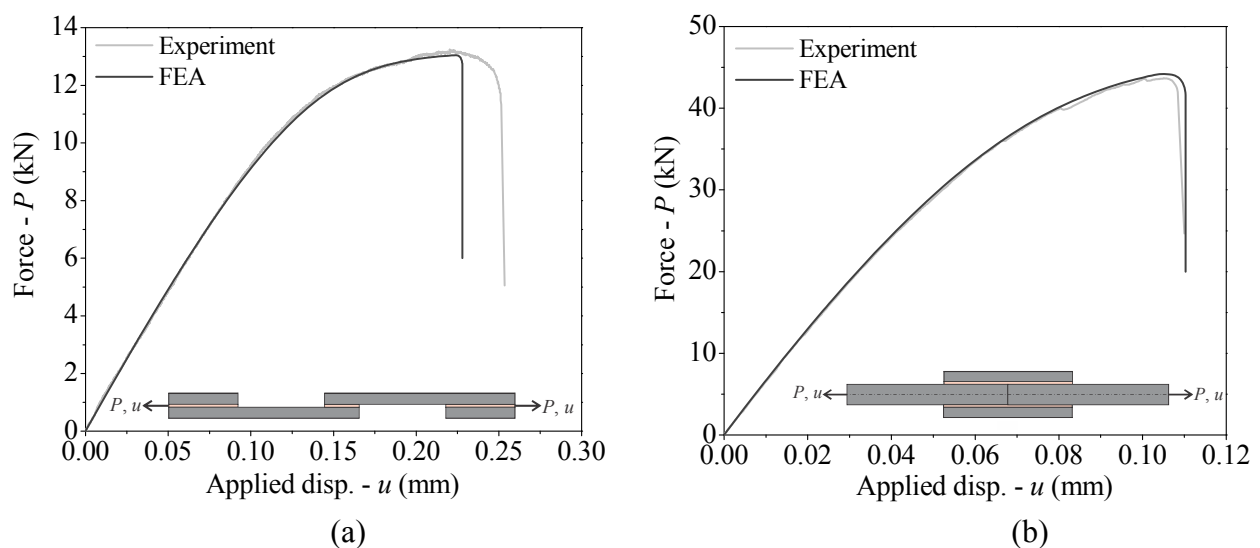 14
12
10
8
6
4
2
0
Force - P (kN)
Experiment
FEA
P, u
P, u
0.00 0.05 0.10 0.15 0.20 0.25 0.30
Applied disp. - u (mm)
(a)
50
40
30
20
10
0
Force - P (kN)
Experiment
FEA
P, u
P, u
0.00 0.02 0.04 0.06 0.08 0.10 0.12
Applied disp. - u (mm)
(b)